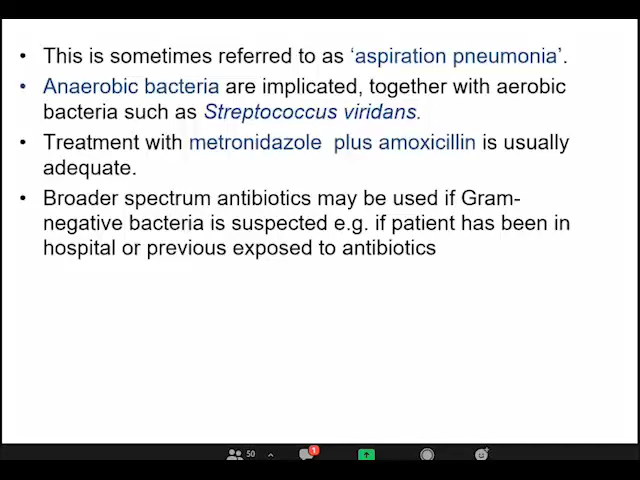 • This is sometimes referred to as ‘aspiration pneumonia’.
• Anaerobic bacteria are implicated, together with aerobic
bacteria such as Streptococcus viridans.
• Treatment with metronidazole plus amoxicillin is usually
adequate.
• Broader spectrum antibiotics may be used if Gram-
negative bacteria is suspected e.g. if patient has been in
hospital or previous exposed to antibiotics
50
1